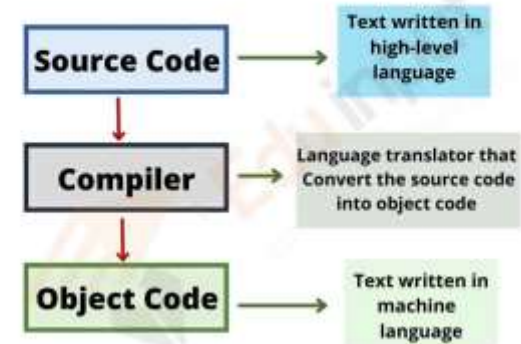 Source Code
Text written in
high-level
language
Compiler
Language translator that
Convert the source code
into object code
Object Code
Text written in
machine
language